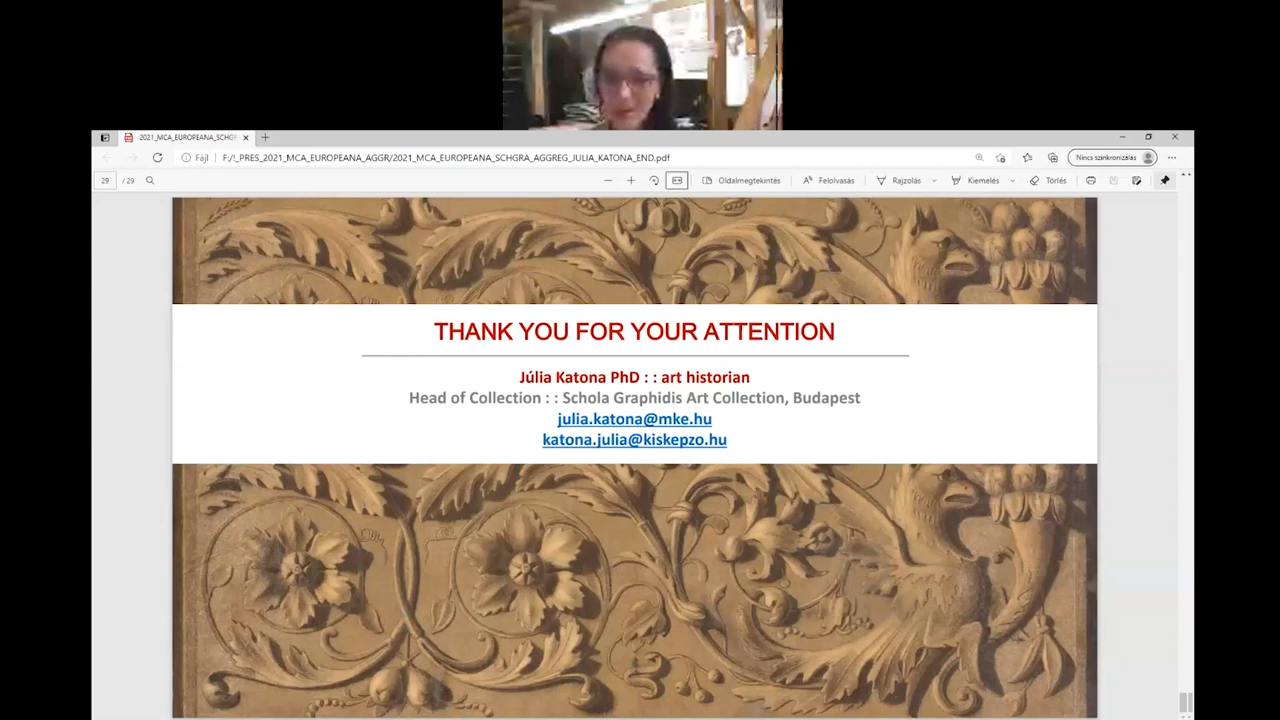 2021_MCA_EUROPEANA_SCHGR
Fájl F:/!_PRES_2021_MCA_EUROPEANA_AGGR/2021_MCA_EUROPEANA_SCHGRA_AGGREG_JULIA_KATONA_END.pdf
Nincs szinkronizálás
29 / 29
Oldalmegtekintés
Felolvasás
Rajzolás
Kiemelés
Törlés
THANK YOU FOR YOUR ATTENTION
Júlia Katona PhD : : art historian
Head of Collection : : Schola Graphidis Art Collection, Budapest
julia.katona@mke.hu
katona.julia@kiskepzo.hu